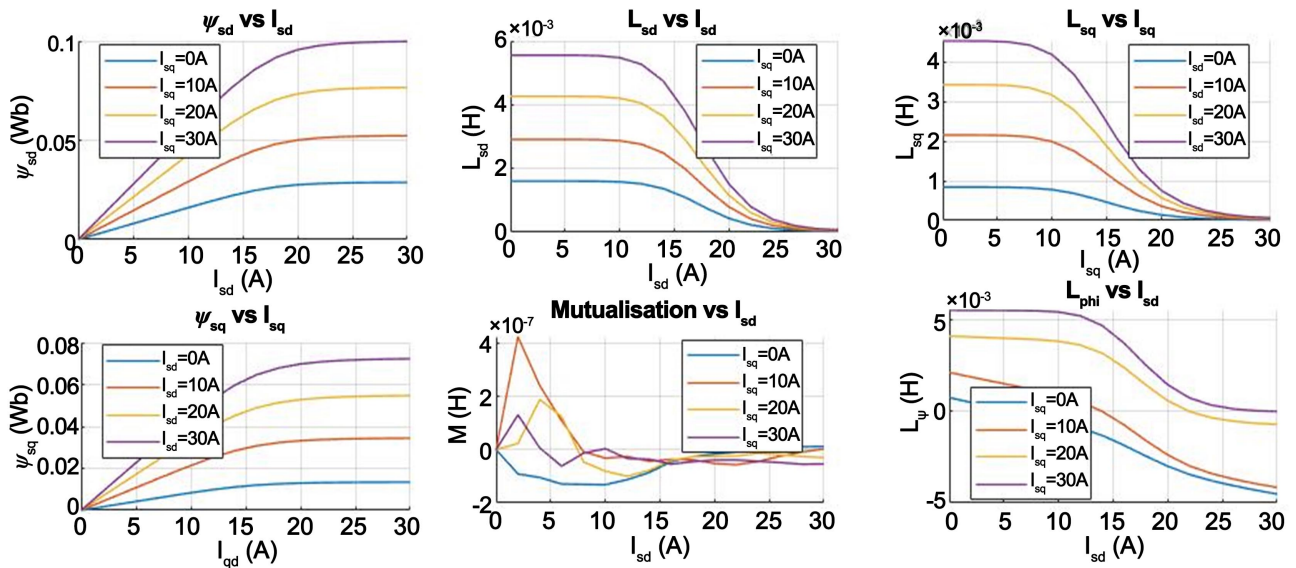 ψsd vs Isd
0.1
0.05
0
ψsd (Wb)
Isq=0A
Isq=10A
Isq=20A
Isq=30A
0 5 10 15 20 25 30
Isd (A)
Lsd vs Isd
×10-3
6
4
2
0
Lsd (H)
Isq=0A
Isq=10A
Isq=20A
Isq=30A
0 5 10 15 20 25 30
Isd (A)
Lsq vs Isq
×10-3
4
3
2
1
0
Lsq (H)
Isd=0A
Isd=10A
Isd=20A
Isd=30A
0 5 10 15 20 25 30
Isq (A)
ψsq vs Isq
0.08
0.06
0.04
0.02
0
ψsq (Wb)
Isd=0A
Isd=10A
Isd=20A
Isd=30A
0 5 10 15 20 25 30
Iqd (A)
Mutualisation vs Isd
×10-7
4
2
0
-2
M (H)
Isq=0A
Isq=10A
Isq=20A
Isq=30A
0 5 10 15 20 25 30
Isd (A)
Lphi vs Isd
×10-3
5
0
-5
Lψ (H)
Isq=0A
Isq=10A
Isq=20A
Isq=30A
0 5 10 15 20 25 30
Isd (A)